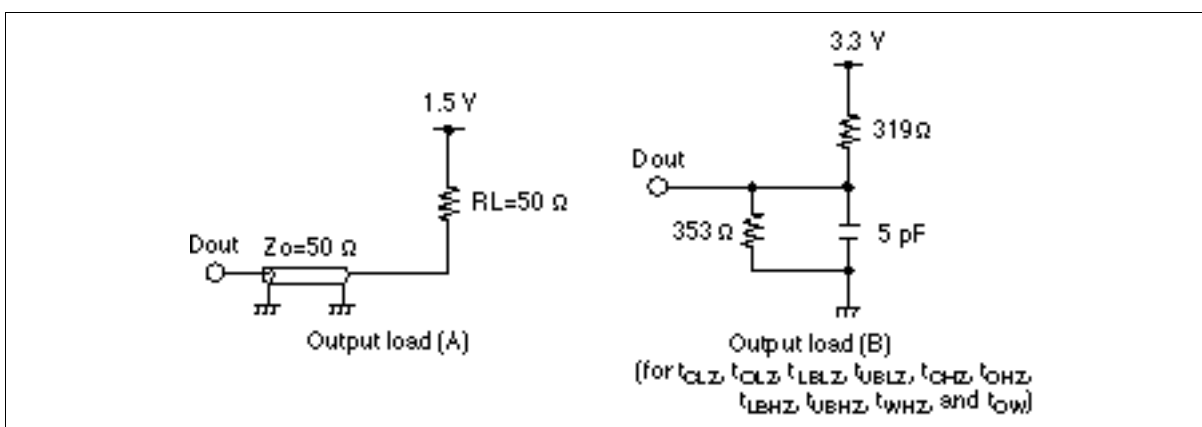 1.5 V
RL=50 Ω
Dout
Zo=50 Ω
Output load (A)
3.3 V
319Ω
Dout
353 Ω
5 pF
Output load (B)
(for tCLZ, tOLZ, tLBLZ, tUBLZ, tCHZ, tOHZ,
tLBHZ, tUBHZ, tWHZ, and tOW)